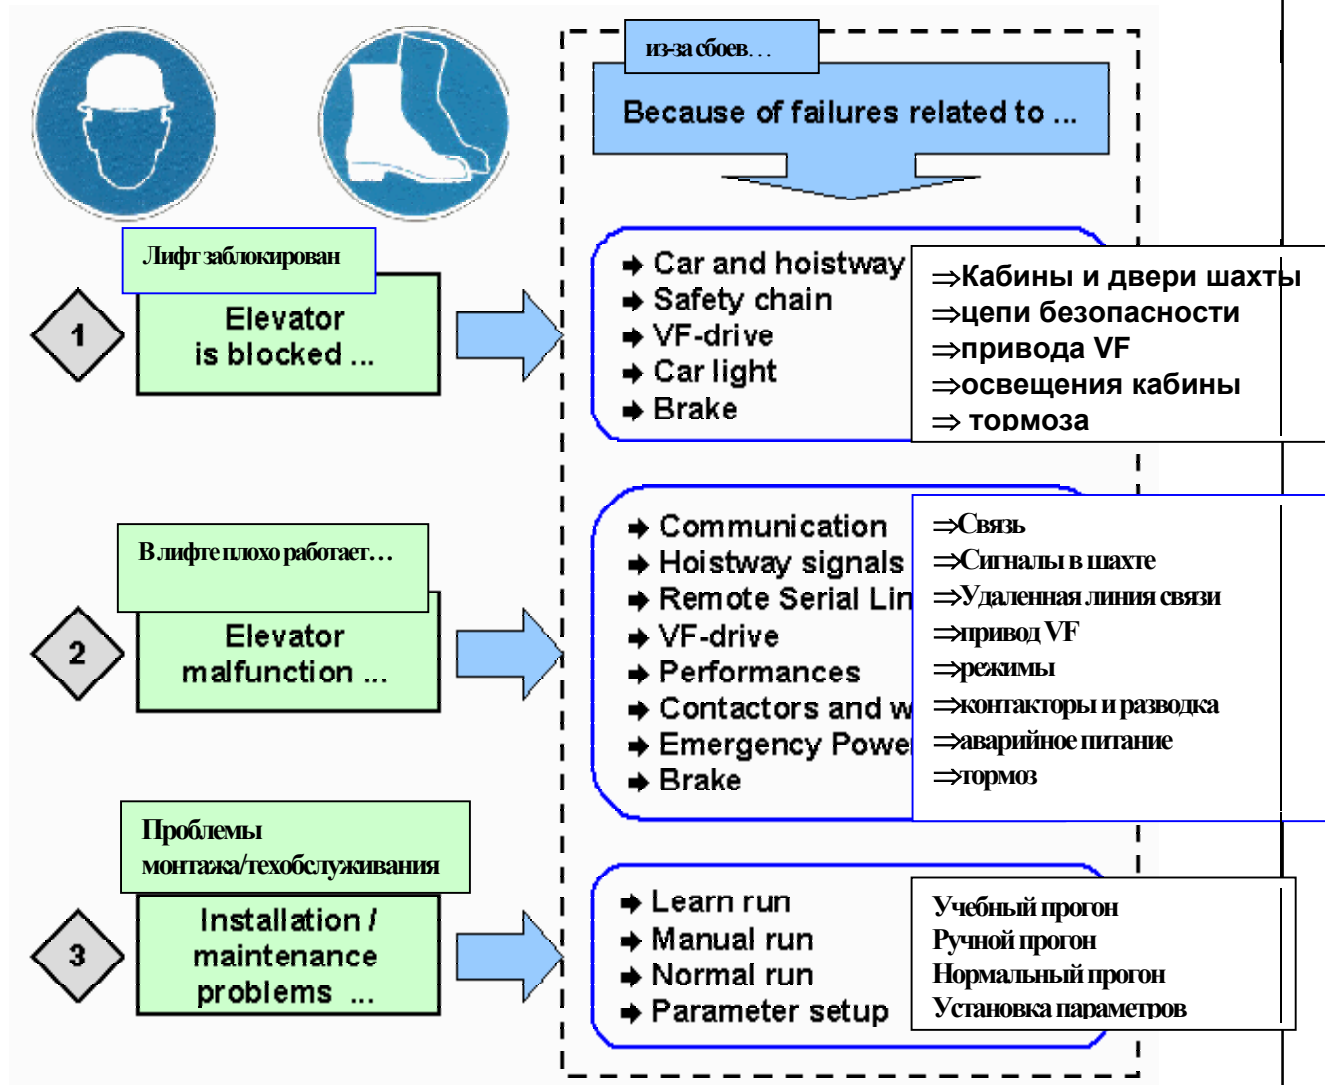 из-за сбоев...
Because of failures related to ...
Лифт заблокирован
1
Elevator
is blocked ...
➔ Car and hoistway
➔ Safety chain
➔ VF-drive
➔ Car light
➔ Brake
⇒Кабины и двери шахты
⇒цепи безопасности
⇒привода VF
⇒освещения кабины
⇒ тормоза
В лифте плохо работает…
2
Elevator
malfunction ...
➔ Communication
➔ Hoistway signals
➔ Remote Serial Lin
➔ VF-drive
➔ Performances
➔ Contactors and w
➔ Emergency Powe
➔ Brake
⇒Связь
⇒Сигналы в шахте
⇒Удаленная линия связи
⇒привод VF
⇒режимы
⇒контакторы и разводка
⇒аварийное питание
⇒тормоз
Проблемы
монтажа/техобслуживания
3
Installation /
maintenance
problems ...
➔ Learn run
➔ Manual run
➔ Normal run
➔ Parameter setup
Учебный прогон
Ручной прогон
Нормальный прогон
Установка параметров